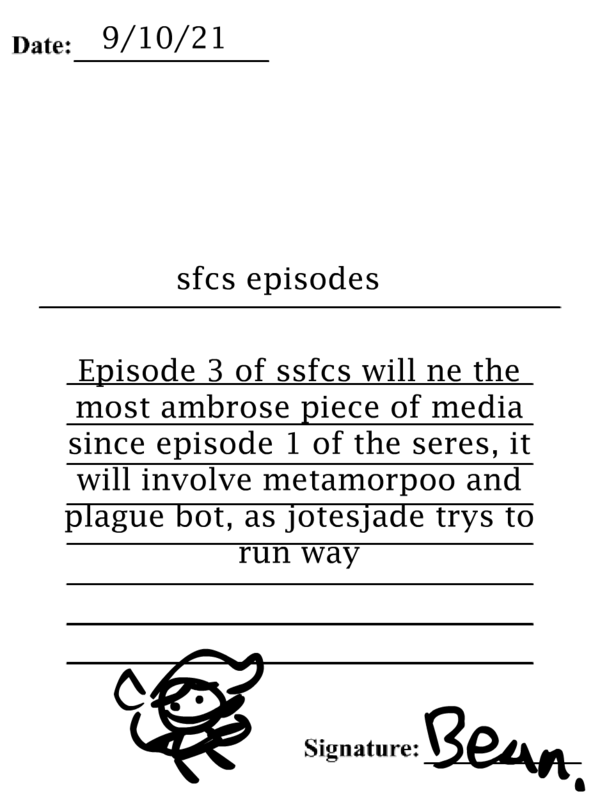 Date: 9/10/21
sfcs episodes
Episode 3 of ssfcs will ne the
most ambrose piece of media
since episode 1 of the seres, it
will involve metamorpoo and
plague bot, as jotesjade trys to
run way
Signature: Bean.